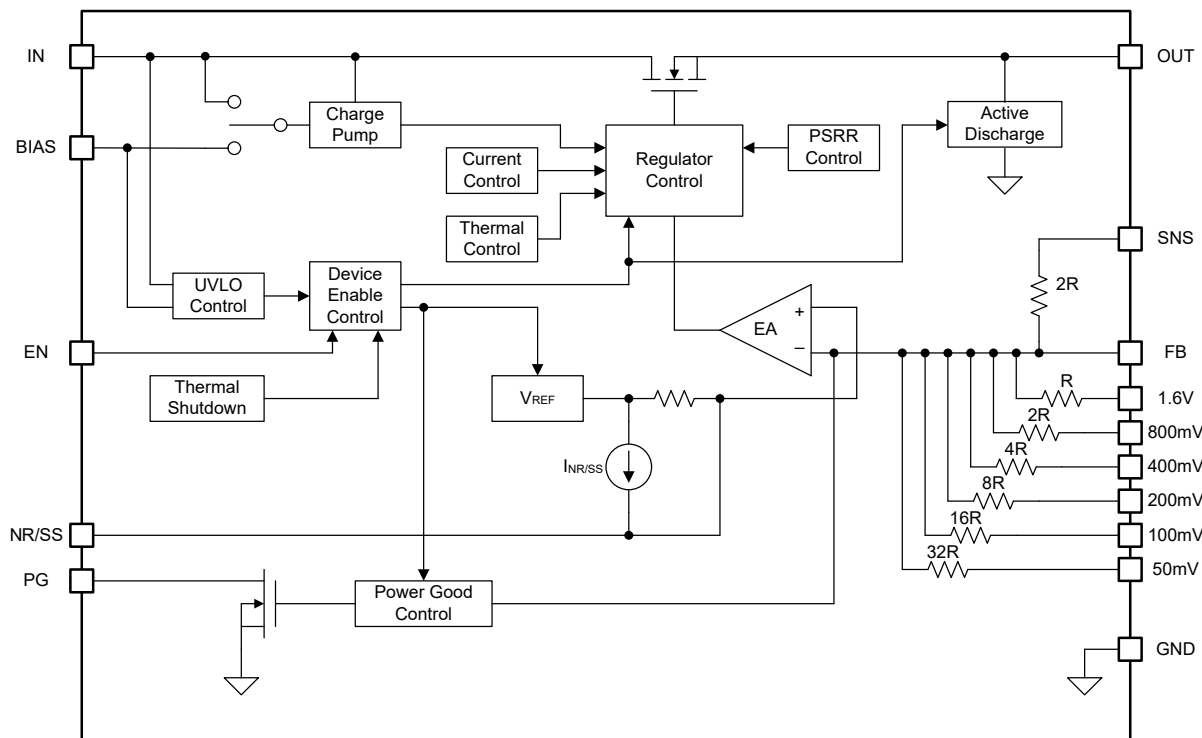 IN
OUT
Charge
Pump
Active
Discharge
BIAS
PSRR
Control
Regulator
Control
Current
Control
Thermal
Control
SNS
UVLO
Control
Device
Enable
Control
2R
EA
+
–
EN
FB
Thermal
Shutdown
VREF
R
1.6V
2R
800mV
4R
400mV
INR/SS
8R
200mV
16R
100mV
NR/SS
32R
50mV
PG
Power Good
Control
GND